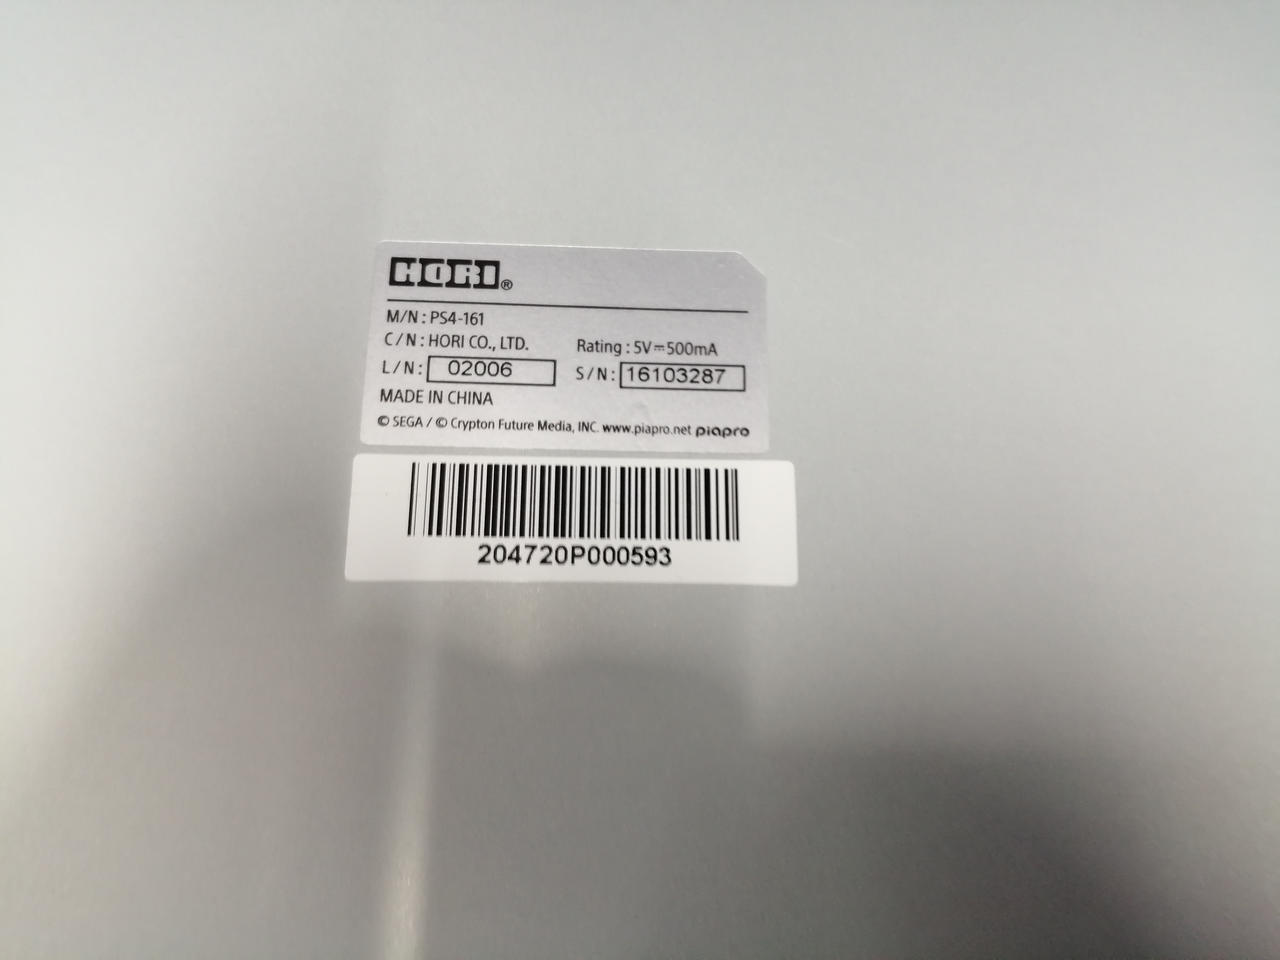 HORI®
M/N : PS4-161
C/N : HORI CO., LTD.
Rating : 5V⎓500mA
L/N : 02006
S/N : 16103287
MADE IN CHINA
© SEGA / © Crypton Future Media, INC. www.piapro.net piapro
204720P000593